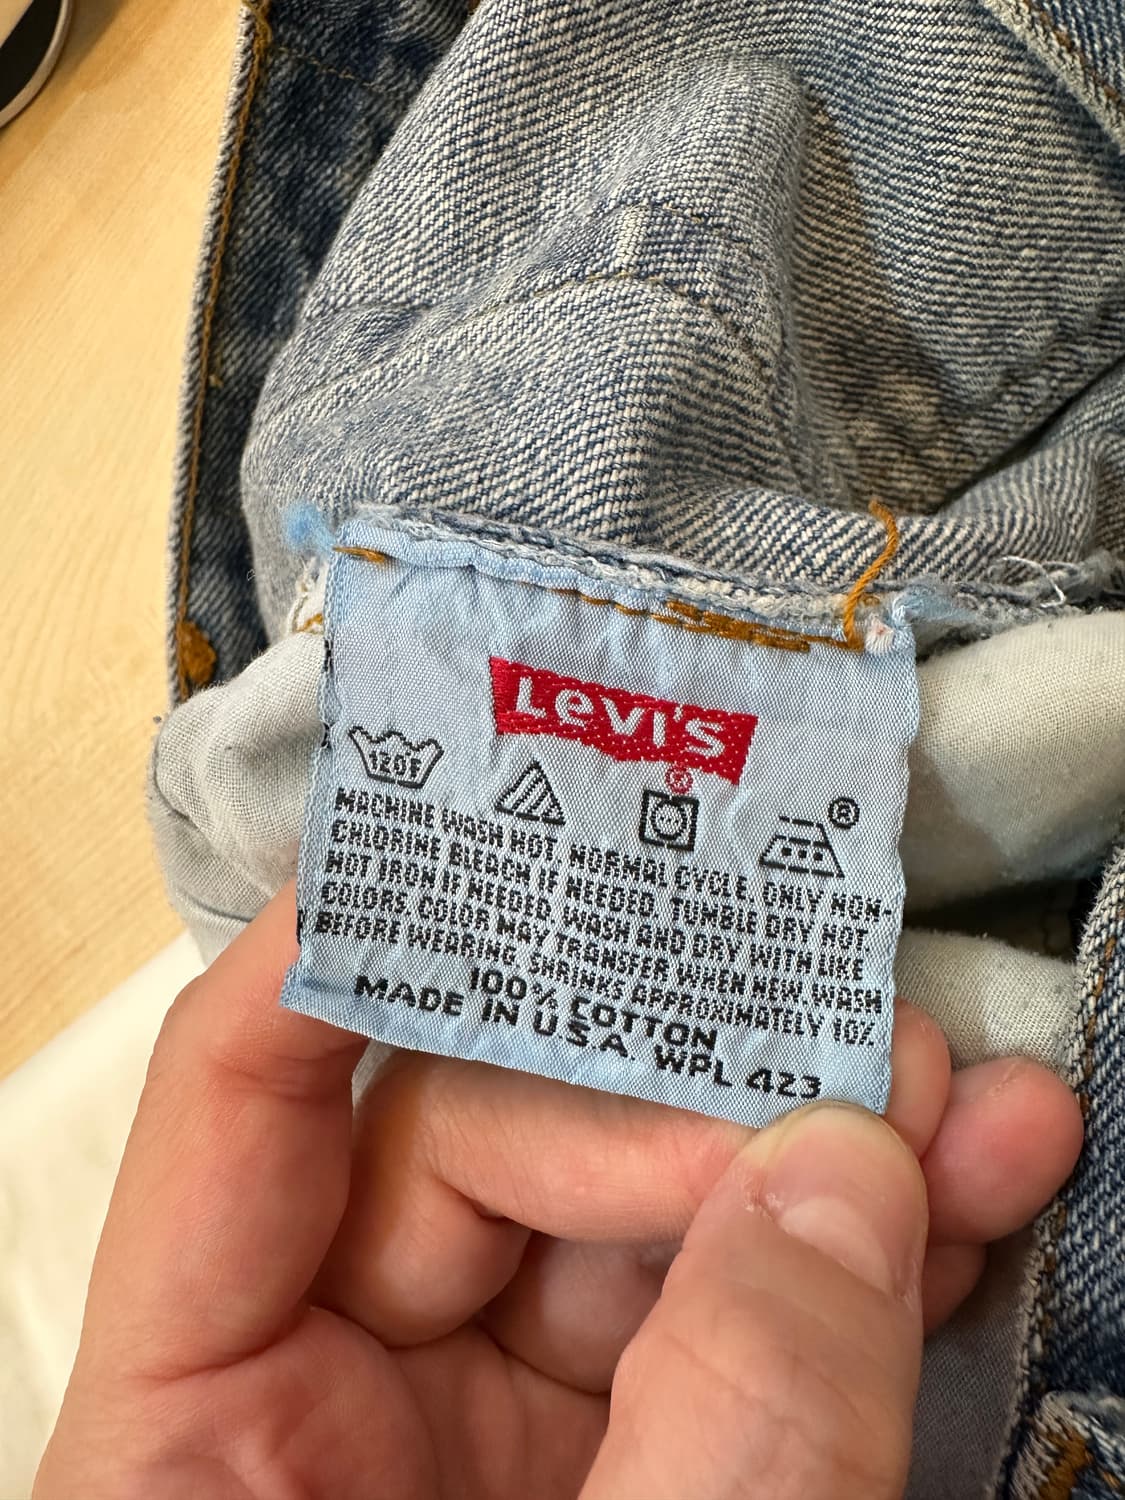 Levi's
®
120F
®
MACHINE WASH HOT, NORMAL CYCLE, ONLY NON-
CHLORINE BLEACH IF NEEDED, TUMBLE DRY HOT,
HOT IRON IF NEEDED. WASH AND DRY WITH LIKE
COLORS. COLOR MAY TRANSFER WHEN NEW. WASH
BEFORE WEARING. SHRINKS APPROXIMATELY 10%.
100% COTTON
MADE IN U.S.A. WPL 423